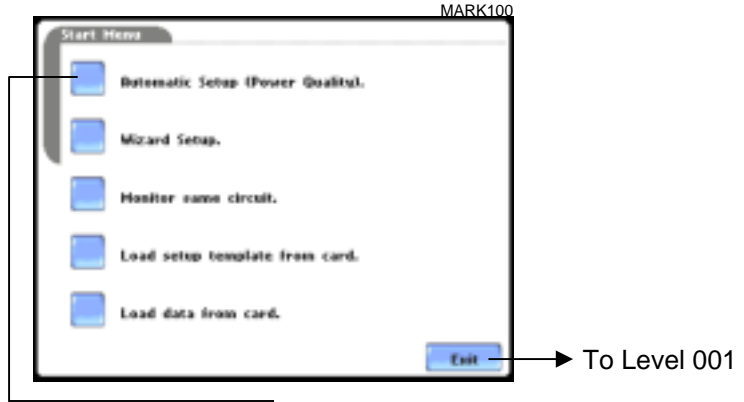 MARK100
Start Menu
Automatic Setup (Power Quality).
Wizard Setup.
Monitor same circuit.
Load setup template from card.
Load data from card.
Exit
To Level 001